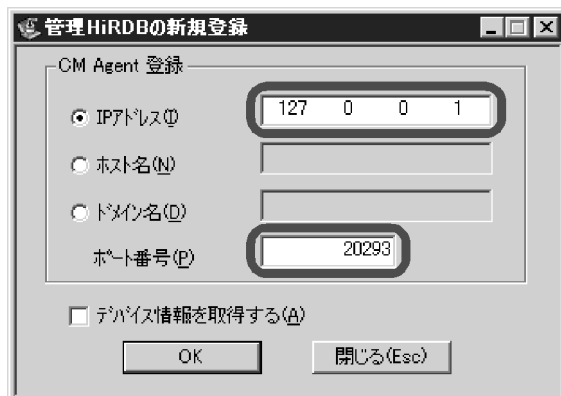 管理HiRDBの新規登録
CM Agent 登録
IPアドレス(I) 127 0 0 1
ホスト名(N)
ドメイン名(D)
ポート番号(P) 20293
デバイス情報を取得する(A)
OK 閉じる(Esc)